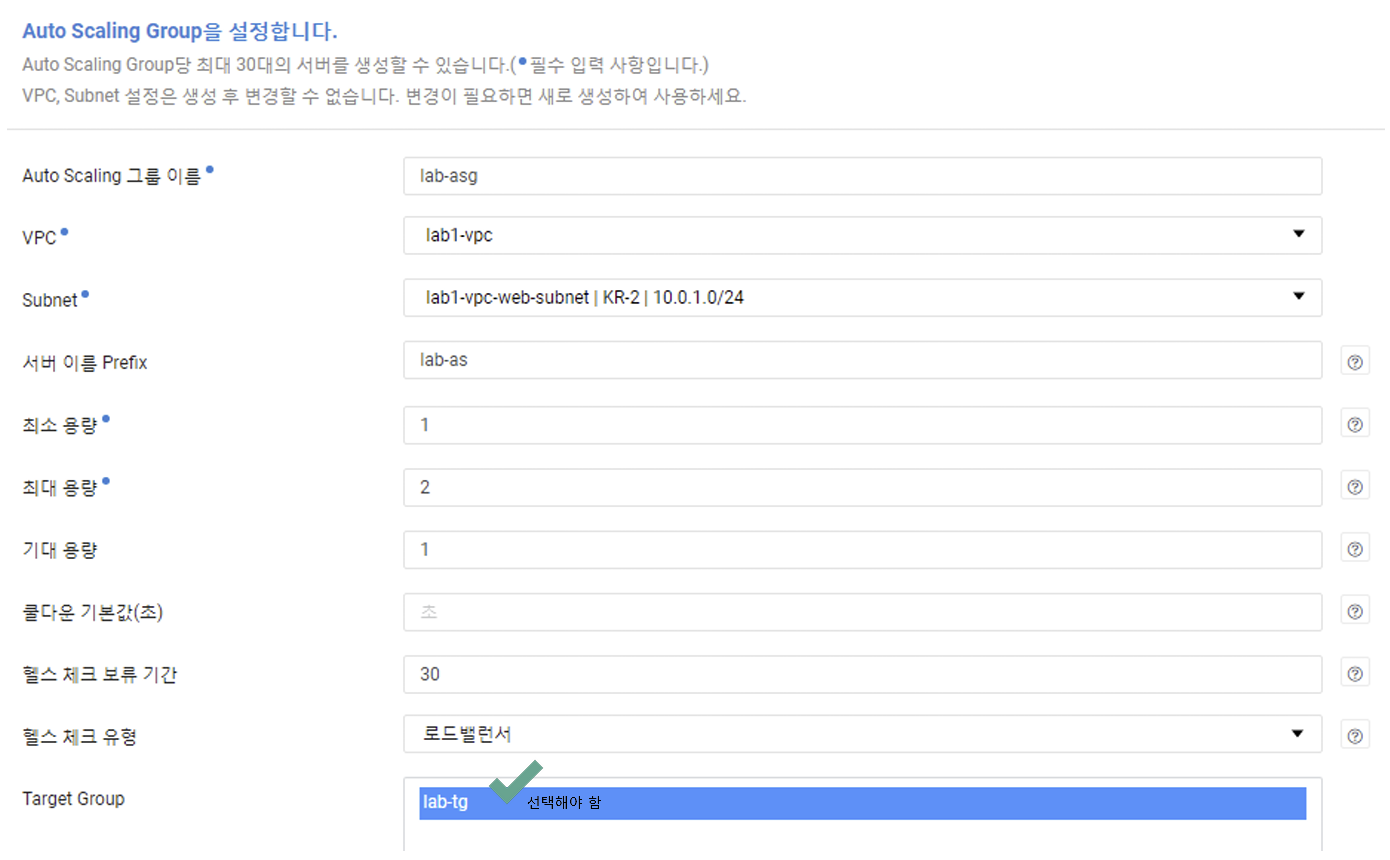 Auto Scaling Group을 설정합니다.
Auto Scaling Group당 최대 30대의 서버를 생성할 수 있습니다.(•필수 입력 사항입니다.)
VPC, Subnet 설정은 생성 후 변경할 수 없습니다. 변경이 필요하면 새로 생성하여 사용하세요.
Auto Scaling 그룹 이름• lab-asg
VPC• lab1-vpc
Subnet• lab1-vpc-web-subnet | KR-2 | 10.0.1.0/24
서버 이름 Prefix lab-as
최소 용량• 1
최대 용량• 2
기대 용량 1
쿨다운 기본값(초) 초
헬스 체크 보류 기간 30
헬스 체크 유형 로드밸런서
Target Group lab-tg 선택해야 함